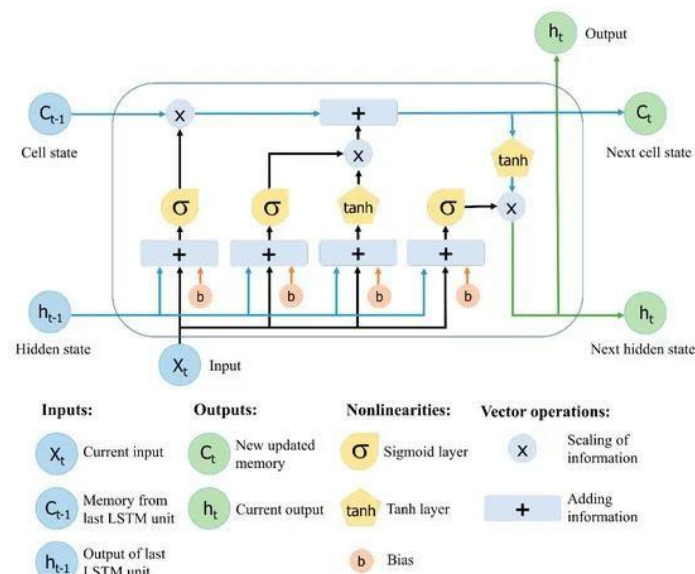 hₜ Output
Cₜ₋₁ x + Cₜ
Cell state Next cell state
tanh
x
σ σ tanh σ x
+ + + +
b b b b
hₜ₋₁ hₜ
Hidden state Next hidden state
Xₜ Input
Inputs: Outputs: Nonlinearities: Vector operations:
Xₜ Current input
Cₜ New updated
memory
σ Sigmoid layer
x Scaling of
information
Cₜ₋₁ Memory from
last LSTM unit
hₜ Current output
tanh Tanh layer
+ Adding
information
hₜ₋₁ Output of last
LSTM unit
b Bias